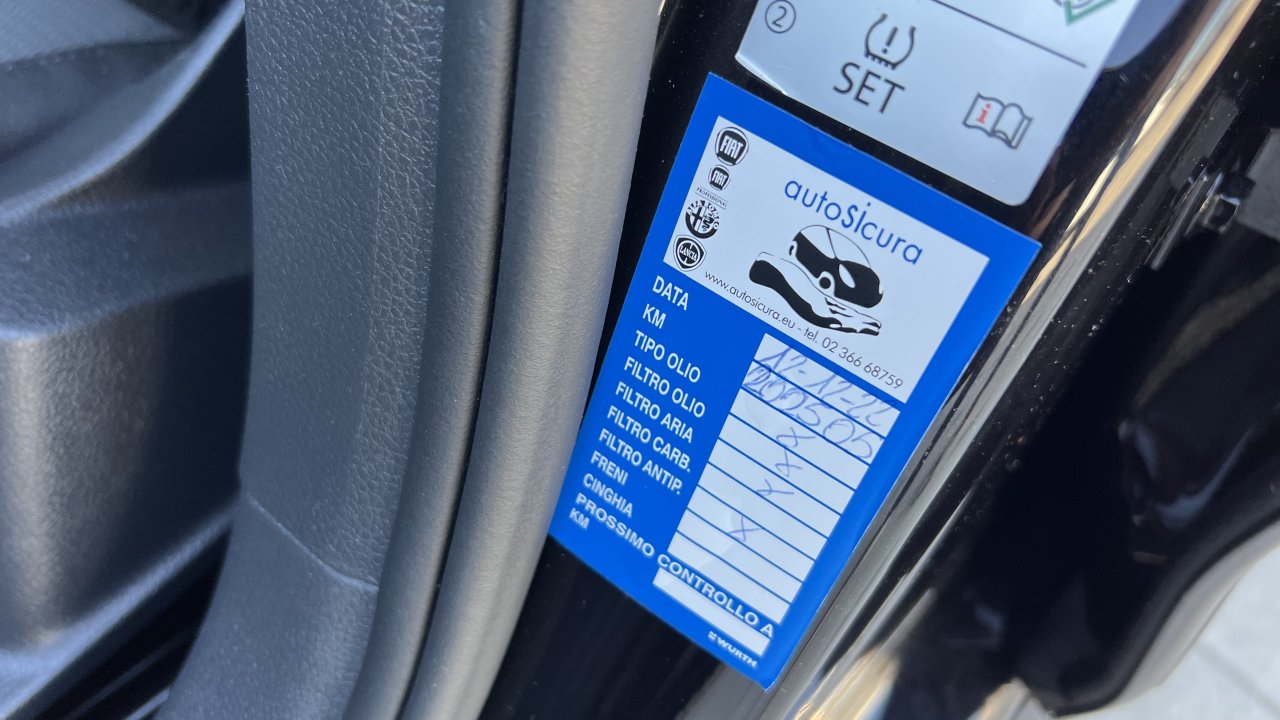 2
SET
i
FIAT
FIAT
PROFESSIONAL
LANCIA
autoSicura
www.autosicura.eu - tel. 02 366 68759
DATA 12-12-22
KM
TIPO OLIO x
FILTRO OLIO x
FILTRO ARIA x
FILTRO CARB.
FILTRO ANTIP. x
FRENI
CINGHIA
PROSSIMO CONTROLLO A
KM
WÜRTH